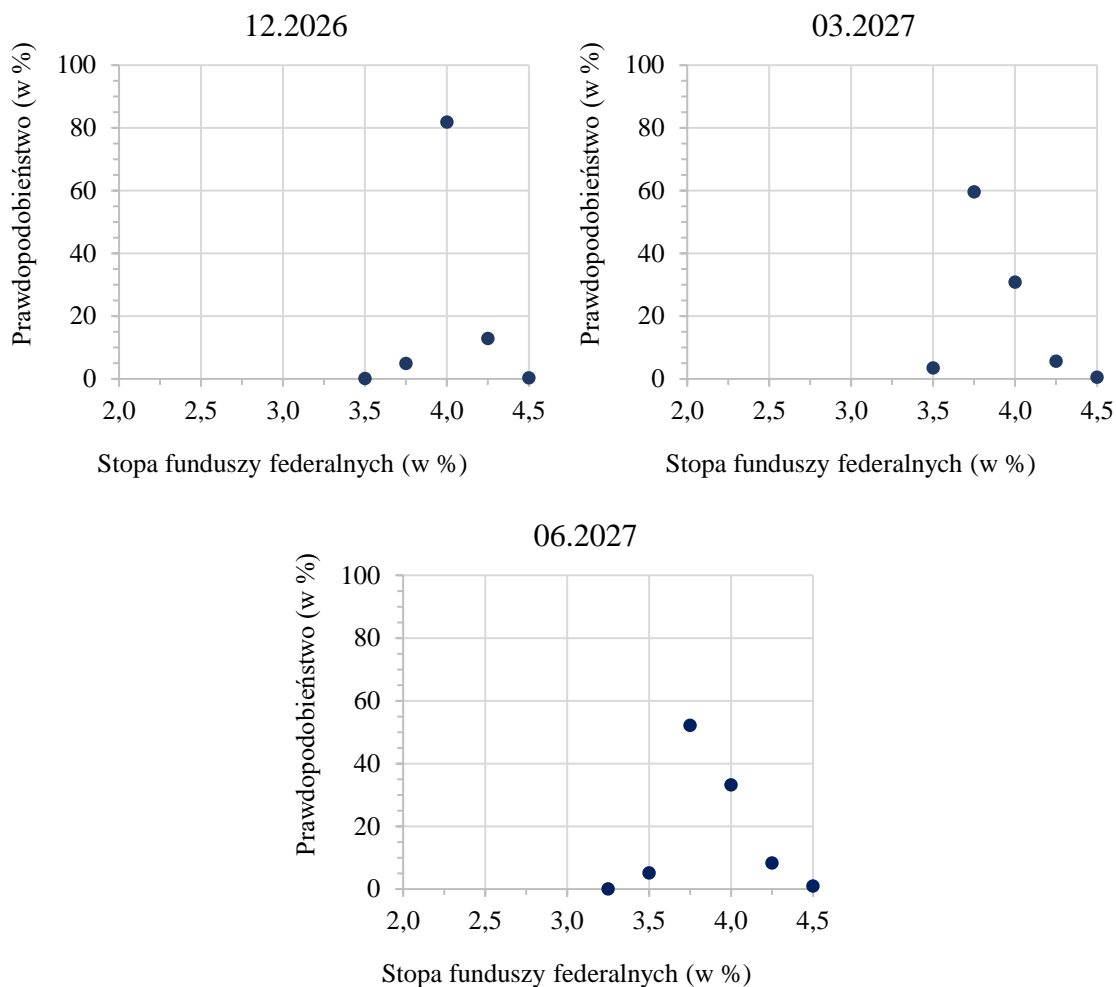 12.2026
Prawdopodobieństwo (w %)
100
80
60
40
20
0
2,0 2,5 3,0 3,5 4,0 4,5
Stopa funduszy federalnych (w %)
03.2027
Prawdopodobieństwo (w %)
100
80
60
40
20
0
2,0 2,5 3,0 3,5 4,0 4,5
Stopa funduszy federalnych (w %)
06.2027
Prawdopodobieństwo (w %)
100
80
60
40
20
0
2,0 2,5 3,0 3,5 4,0 4,5
Stopa funduszy federalnych (w %)